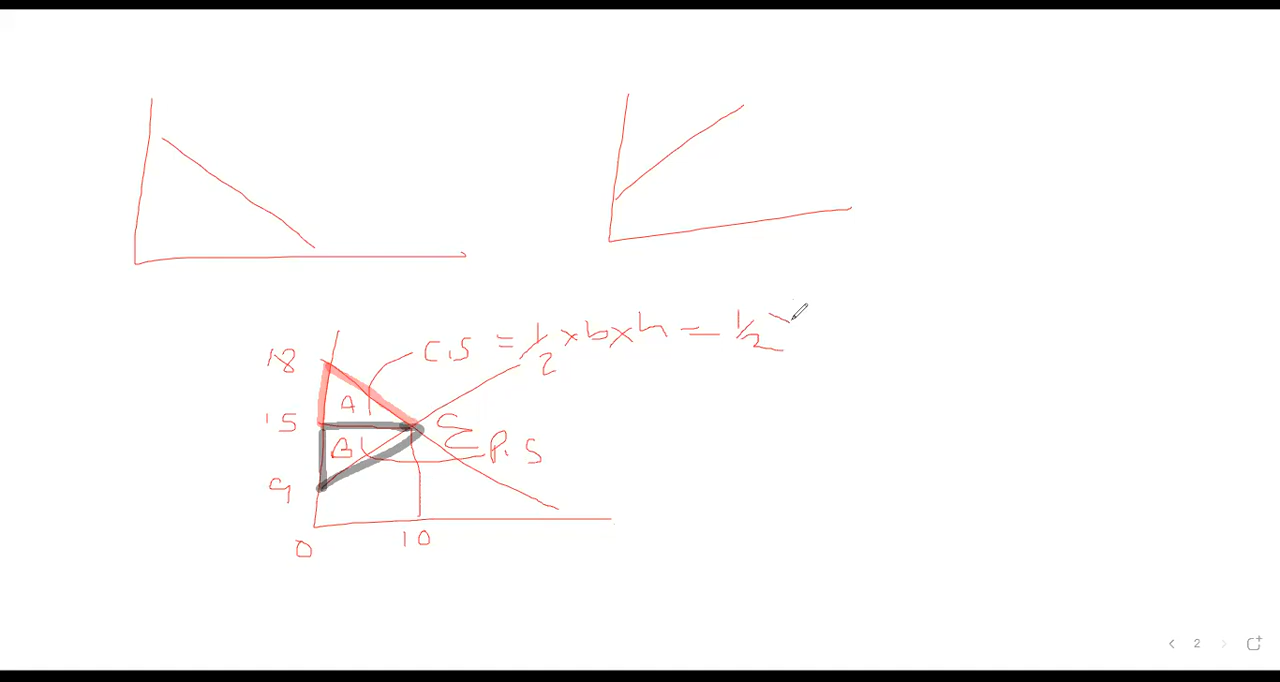 C.S = 1/2 × b × h = 1/2 ×
18
A
15
E
B
P.S
9
0
10
2